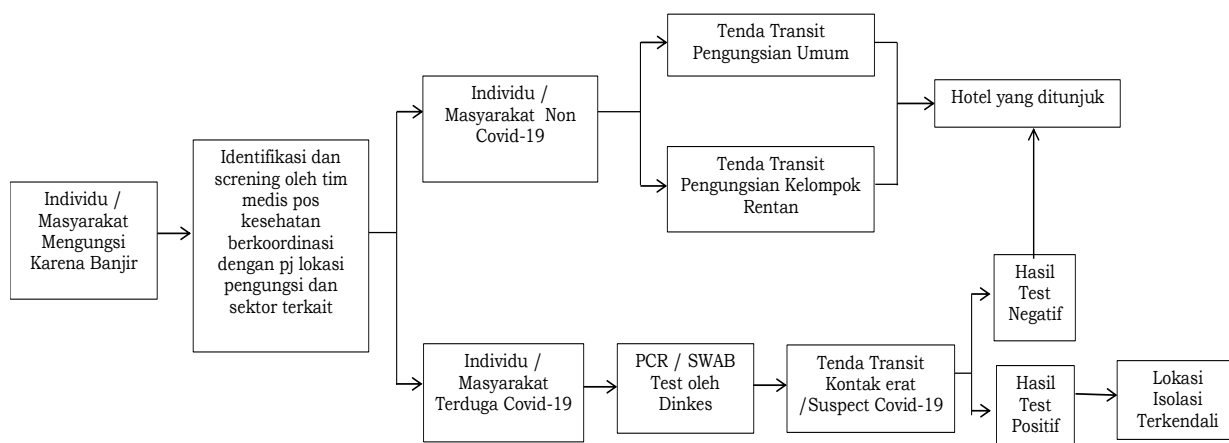 Individu /
Masyarakat
Mengungsi
Karena Banjir
Identifikasi dan
screning oleh tim
medis pos
kesehatan
berkoordinasi
dengan pj lokasi
pengungsi dan
sektor terkait
Individu /
Masyarakat Non
Covid-19
Tenda Transit
Pengungsian Umum
Tenda Transit
Pengungsian Kelompok
Rentan
Hotel yang ditunjuk
Individu /
Masyarakat
Terduga Covid-19
PCR / SWAB
Test oleh
Dinkes
Tenda Transit
Kontak erat
/Suspect Covid-19
Hasil
Test
Negatif
Hasil
Test
Positif
Lokasi
Isolasi
Terkendali